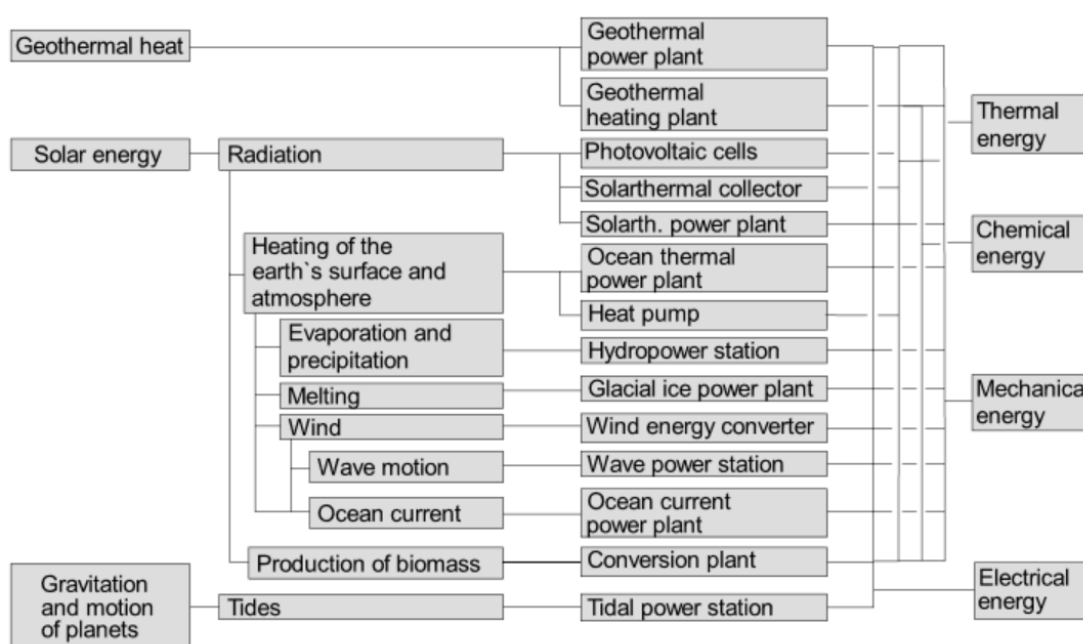 Geothermal heat
Geothermal
power plant
Geothermal
heating plant
Thermal
energy
Solar energy
Radiation
Photovoltaic cells
Solarthermal collector
Solarth. power plant
Chemical
energy
Heating of the
earth`s surface and
atmosphere
Ocean thermal
power plant
Heat pump
Evaporation and
precipitation
Hydropower station
Melting
Glacial ice power plant
Mechanical
energy
Wind
Wind energy converter
Wave motion
Wave power station
Ocean current
Ocean current
power plant
Production of biomass
Conversion plant
Electrical
energy
Gravitation
and motion
of planets
Tides
Tidal power station